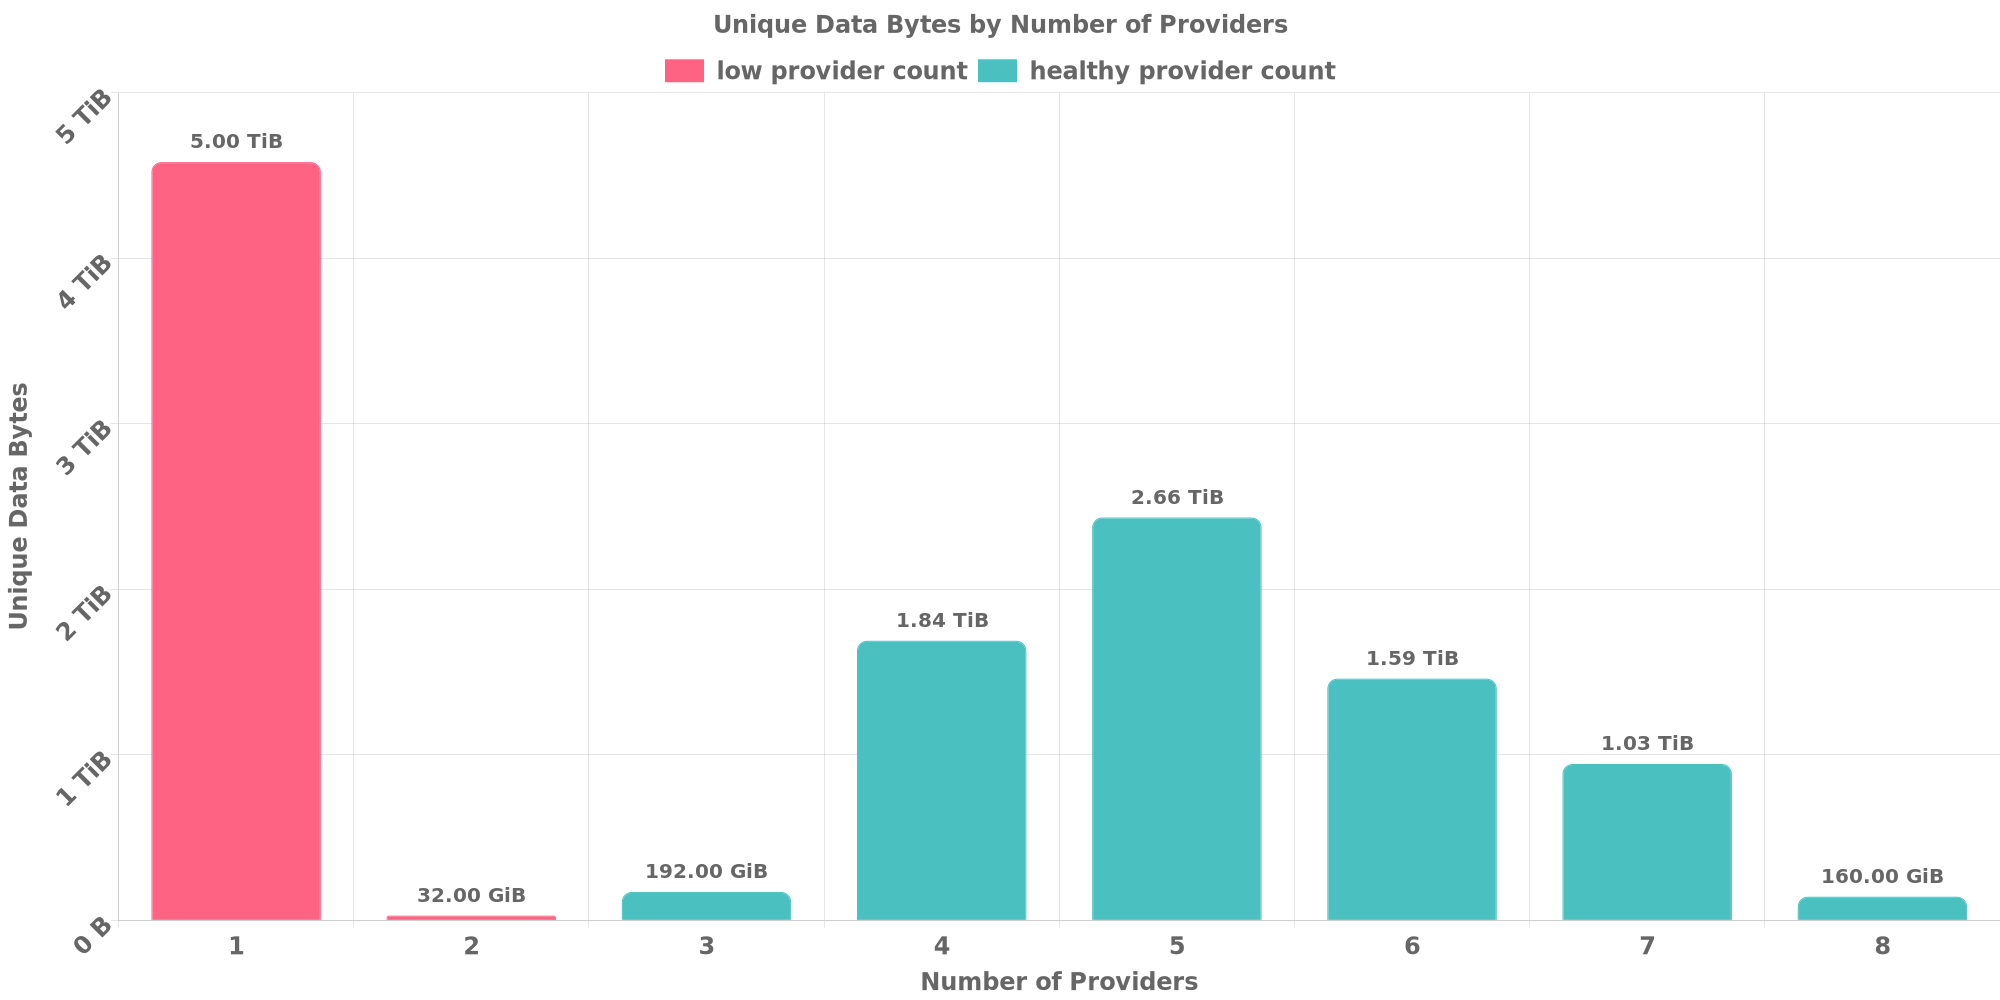 Unique Data Bytes by Number of Providers
low provider count healthy provider count
Unique Data Bytes
5 TiB
4 TiB
3 TiB
2 TiB
1 TiB
0 B
5.00 TiB
32.00 GiB
192.00 GiB
1.84 TiB
2.66 TiB
1.59 TiB
1.03 TiB
160.00 GiB
1 2 3 4 5 6 7 8
Number of Providers